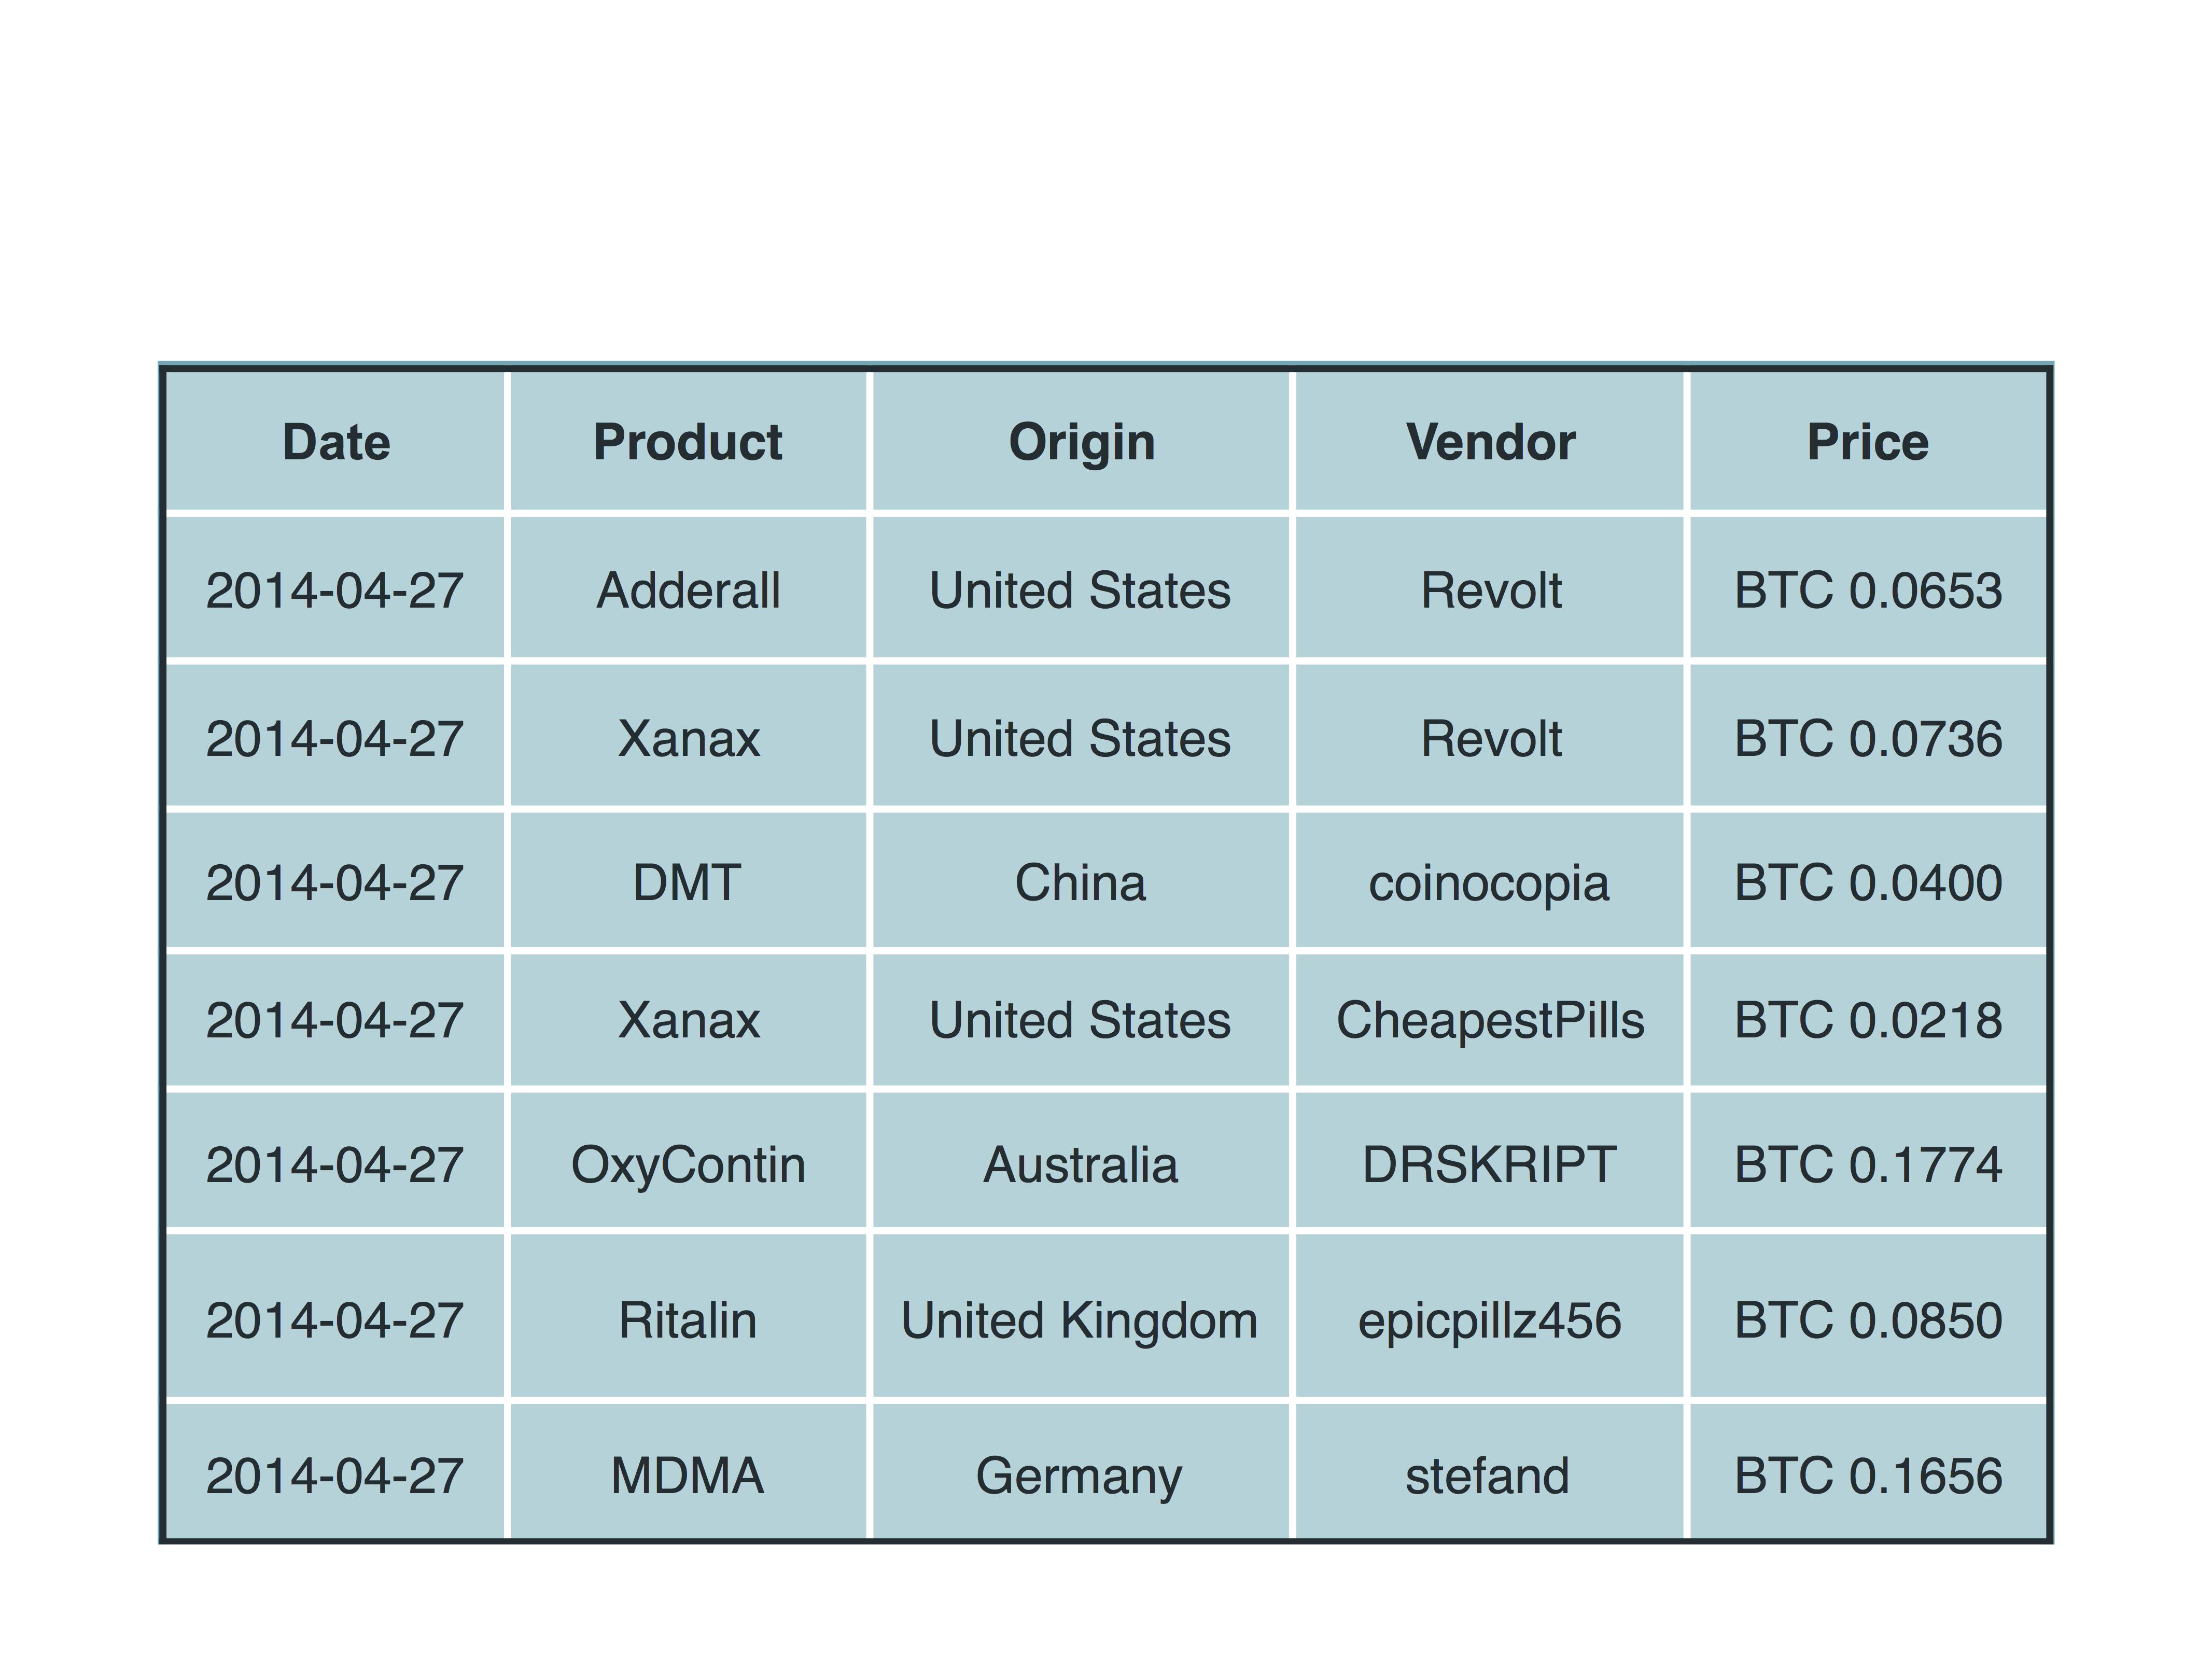 Date Product Origin Vendor Price
2014-04-27 Adderall United States Revolt BTC 0.0653
2014-04-27 Xanax United States Revolt BTC 0.0736
2014-04-27 DMT China coinocopia BTC 0.0400
2014-04-27 Xanax United States CheapestPills BTC 0.0218
2014-04-27 OxyContin Australia DRSKRIPT BTC 0.1774
2014-04-27 Ritalin United Kingdom epicpillz456 BTC 0.0850
2014-04-27 MDMA Germany stefand BTC 0.1656